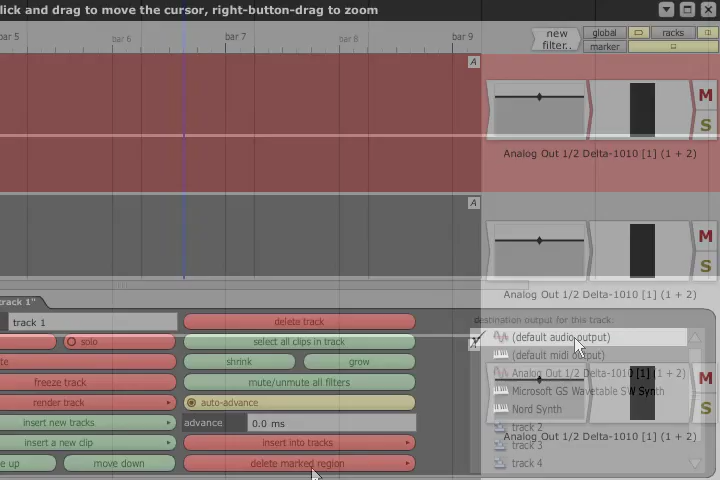 lick and drag to move the cursor, right-button-drag to zoom
bar 5
bar 6
bar 7
bar 8
bar 9
new filter..
global
racks
marker
A
M
S
Analog Out 1/2 Delta-1010 [1] (1 + 2)
A
M
S
Analog Out 1/2 Delta-1010 [1] (1 + 2)
track 1"
track 1
delete track
destination output for this track:
solo
select all clips in track
A
(default audio output)
te
shrink
grow
(default midi output)
freeze track
mute/unmute all filters
Analog Out 1/2 Delta-1010 [1] (1 + 2)
M
render track
auto-advance
Microsoft GS Wavetable SW Synth
S
insert new tracks
advance
0.0 ms
Nord Synth
track 2
Analog Out 1/2 Delta-1010 [1] (1 + 2)
insert a new clip
insert into tracks
track 3
e up
move down
delete marked region
track 4